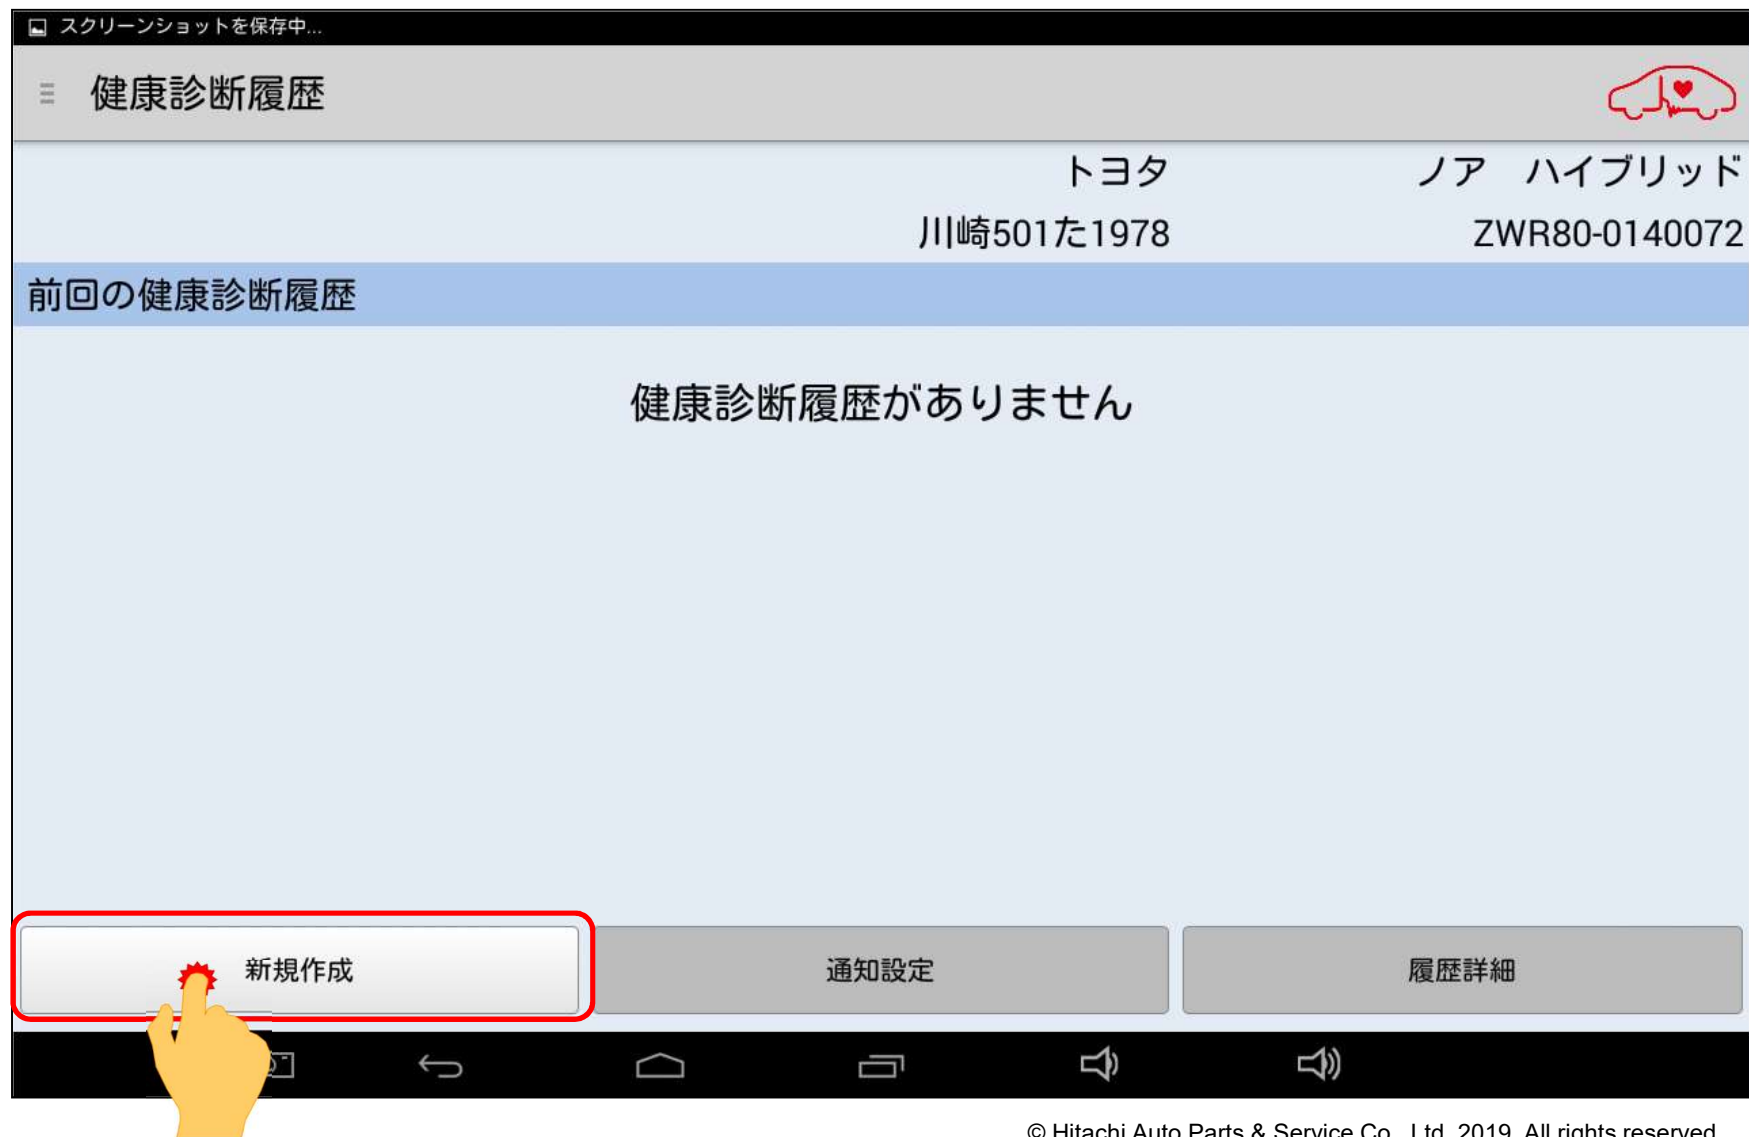 スクリーンショットを保存中...
健康診断履歴
トヨタ ノア ハイブリッド
川崎501た1978 ZWR80-0140072
前回の健康診断履歴
健康診断履歴がありません
新規作成 通知設定 履歴詳細
© Hitachi Auto Parts & Service Co., Ltd. 2019. All rights reserved.